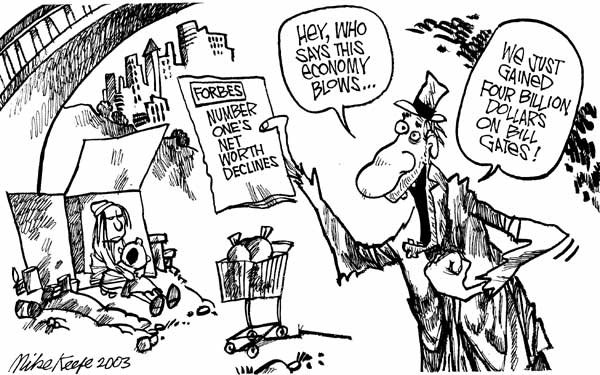 HEY, WHO
SAYS THIS
ECONOMY
BLOWS...
WE JUST
GAINED
FOUR BILLION
DOLLARS
ON BILL
GATES!
FORBES
NUMBER
ONE'S
NET
WORTH
DECLINES
Mike Keefe 2003